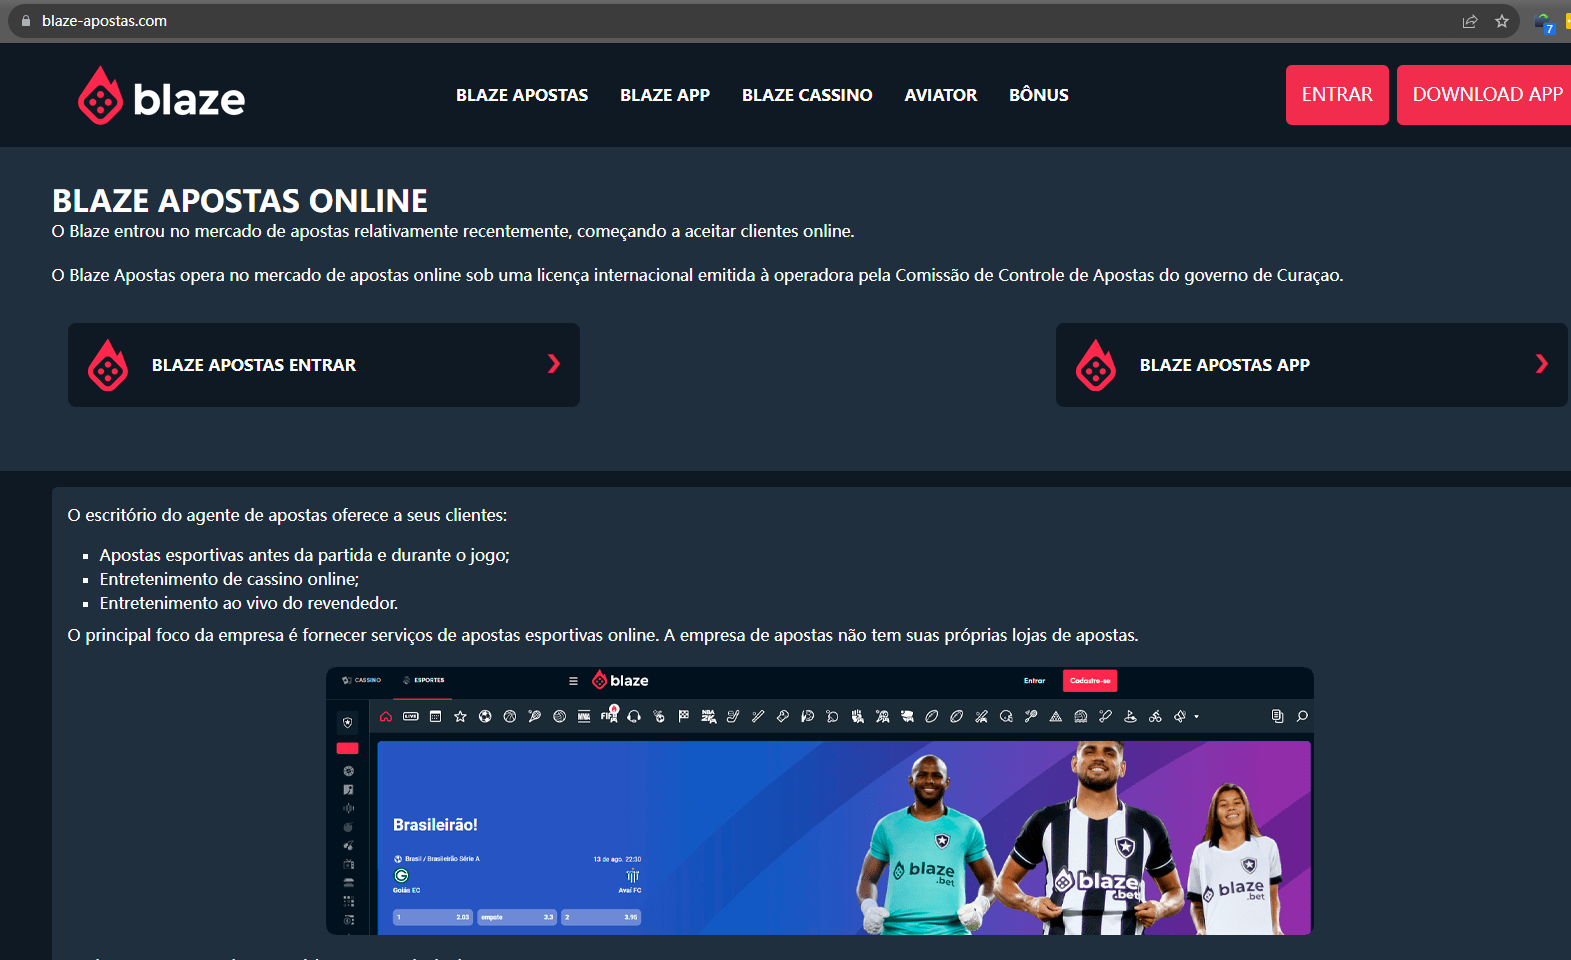 blaze-apostas.com
7
blaze
BLAZE APOSTAS
BLAZE APP
BLAZE CASSINO
AVIATOR
BÔNUS
ENTRAR
DOWNLOAD APP
BLAZE APOSTAS ONLINE
O Blaze entrou no mercado de apostas relativamente recentemente, começando a aceitar clientes online.
O Blaze Apostas opera no mercado de apostas online sob uma licença internacional emitida à operadora pela Comissão de Controle de Apostas do governo de Curaçao.
BLAZE APOSTAS ENTRAR
BLAZE APOSTAS APP
O escritório do agente de apostas oferece a seus clientes:
Apostas esportivas antes da partida e durante o jogo;
Entretenimento de cassino online;
Entretenimento ao vivo do revendedor.
O principal foco da empresa é fornecer serviços de apostas esportivas online. A empresa de apostas não tem suas próprias lojas de apostas.
CASSINO
ESPORTES
blaze
Entrar
Cadastre-se
LIVE
Brasileirão!
Brasil / Brasileirão Série A
13 de ago. 22:30
Goiás EC
Avaí FC
1 2.03
empate 3.3
2 3.95
blaze
.bet
blaze
.bet
blaze
.bet